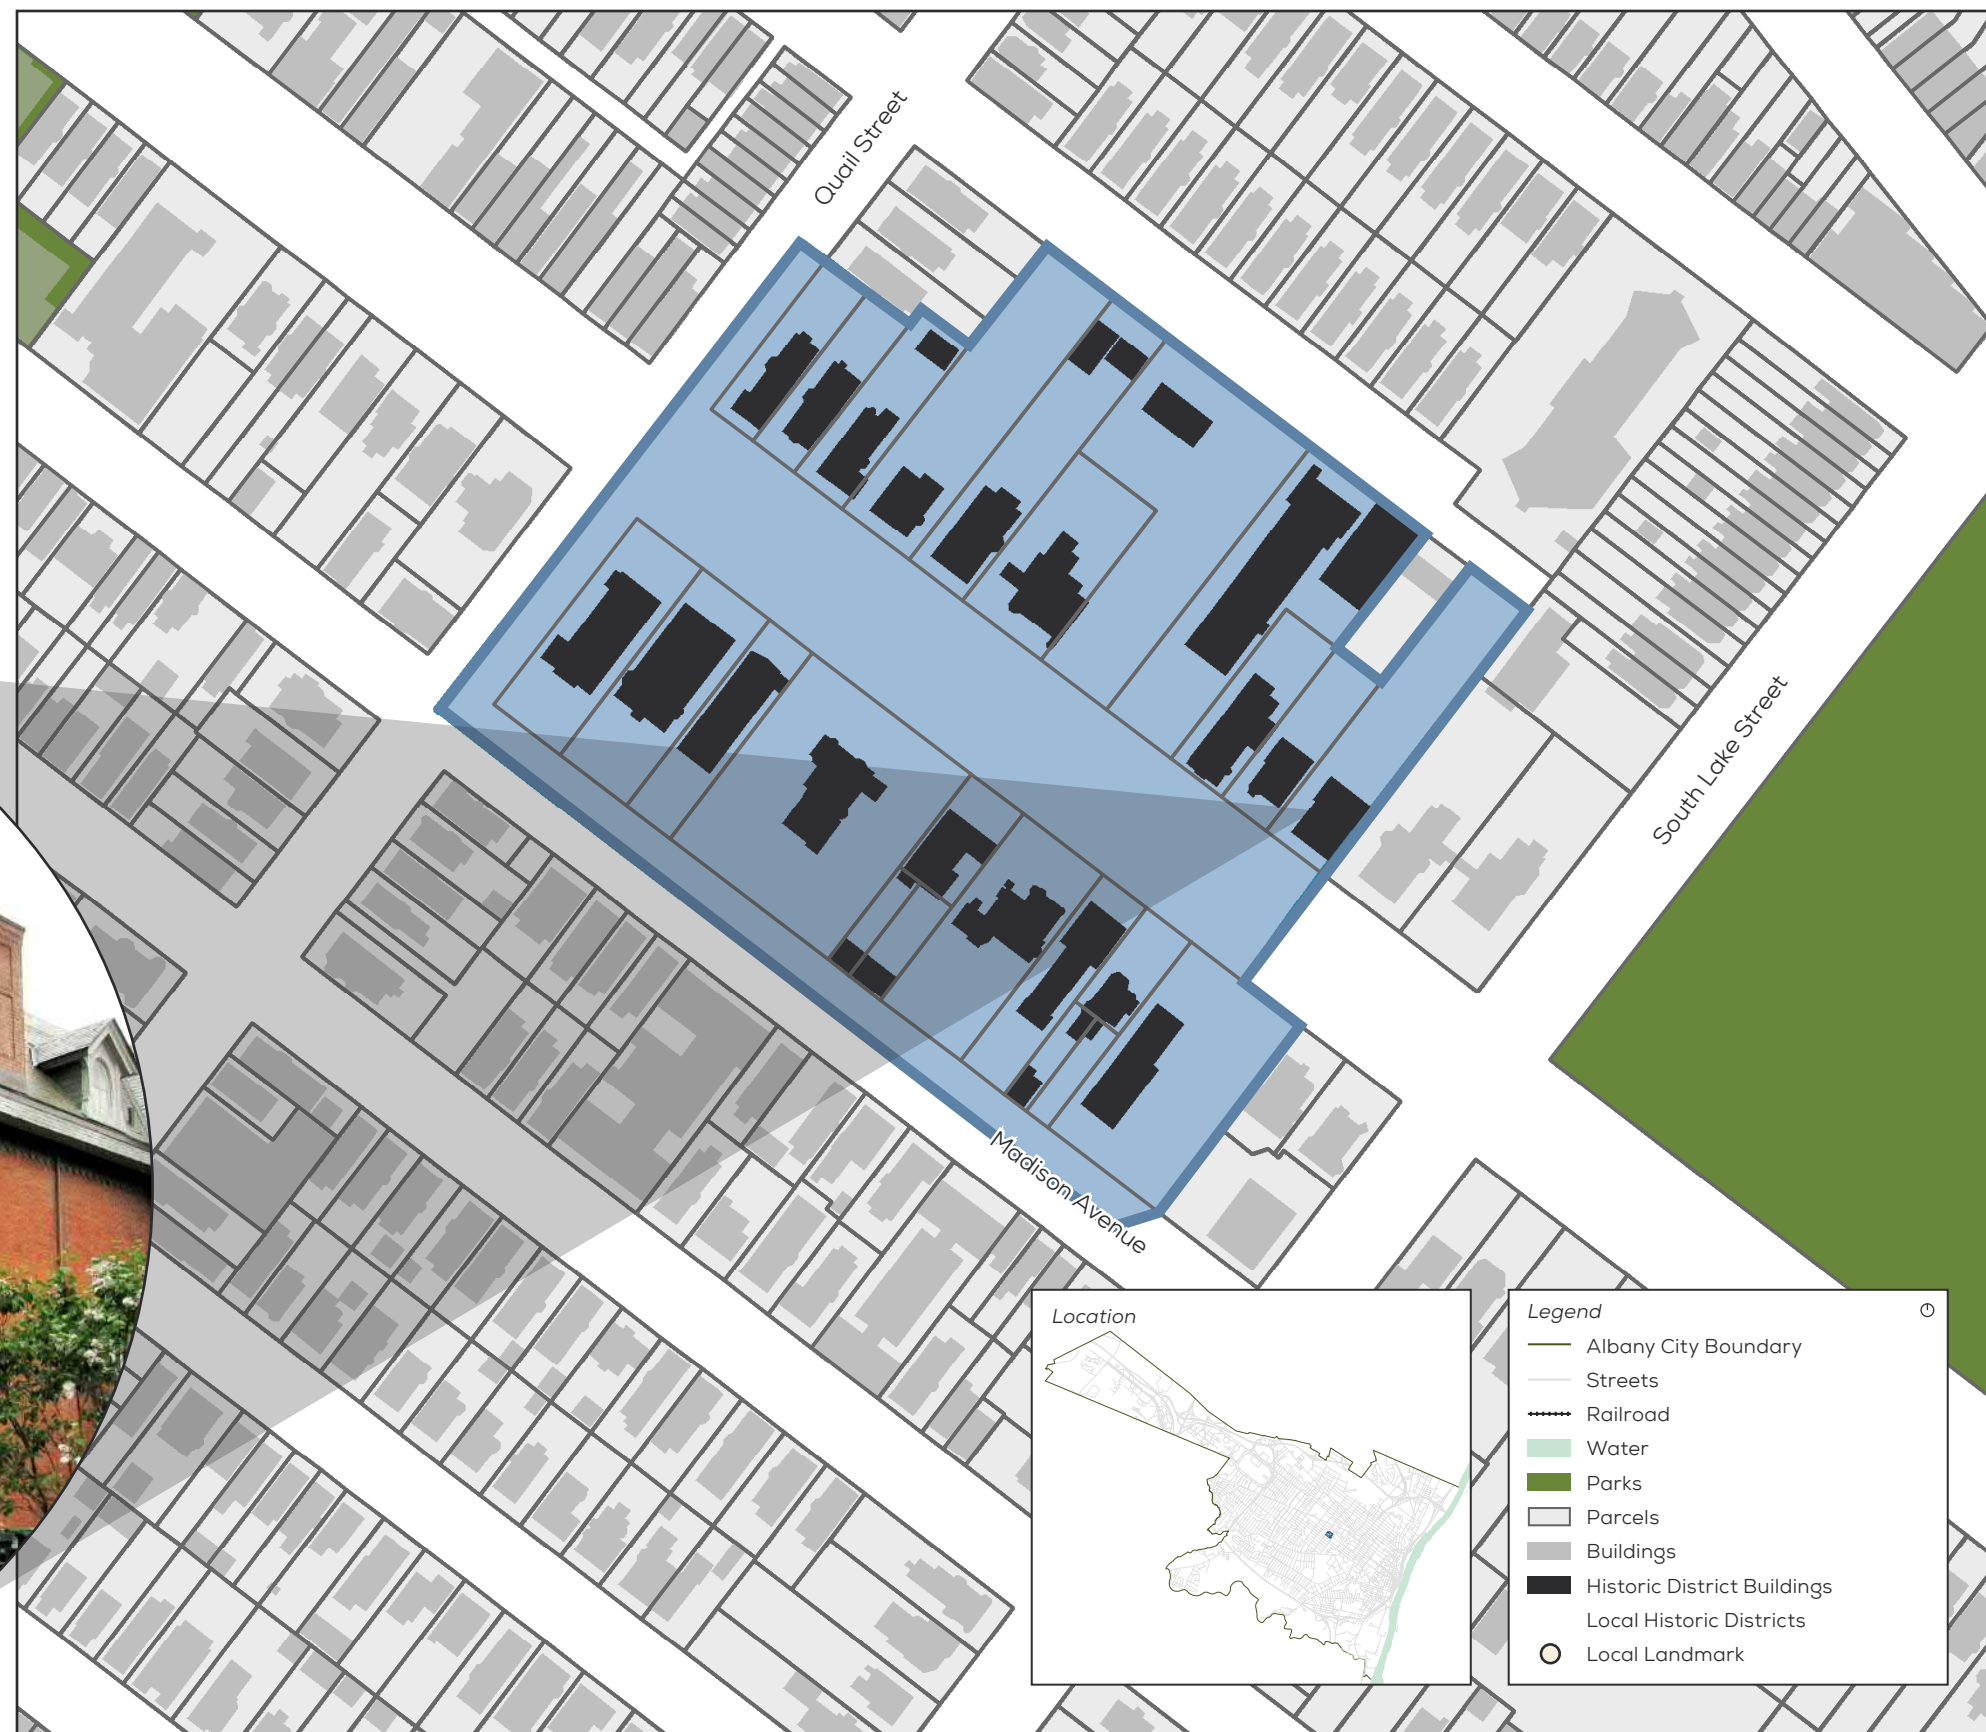 Quail Street
South Lake Street
Madison Avenue
Location
Legend
Albany City Boundary
Streets
Railroad
Water
Parks
Parcels
Buildings
Historic District Buildings
Local Historic Districts
Local Landmark